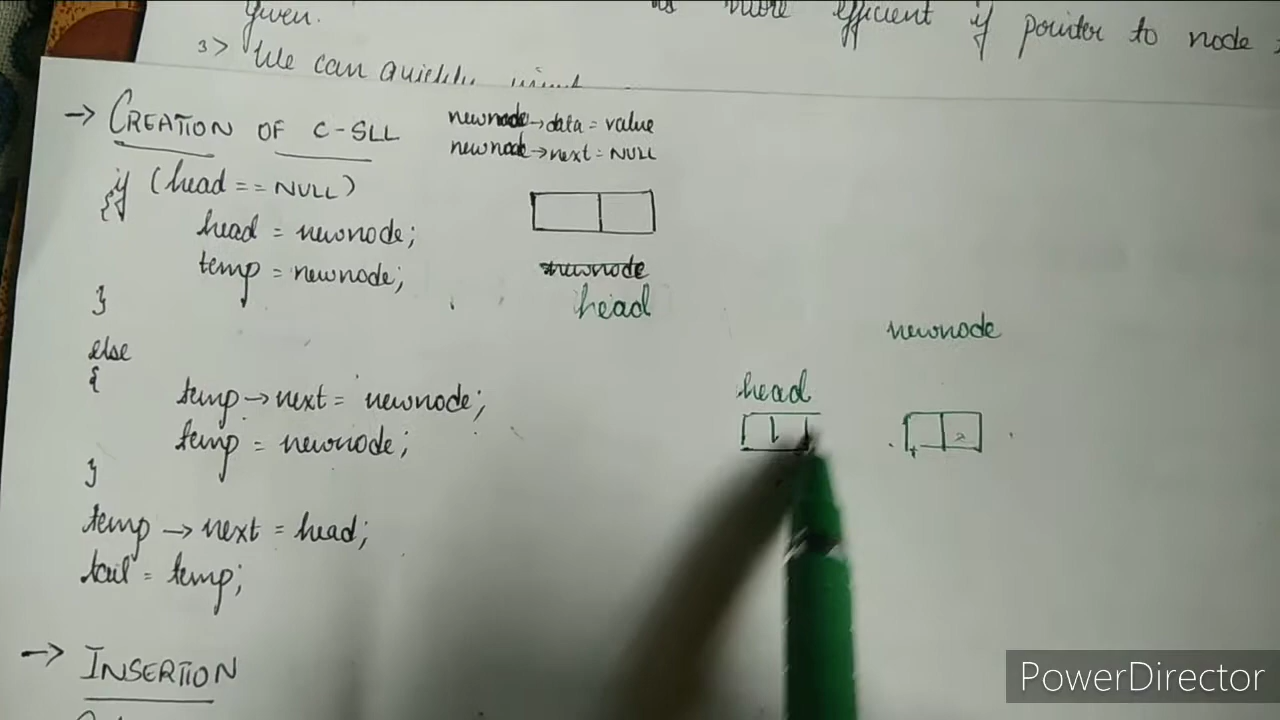 given.
is more efficient if pointer to node
3> We can quickly
→ CREATION OF C-SLL
newnode→data = value
newnode→next = NULL
if (head == NULL)
{
head = newnode;
temp = newnode;
}
newnode
head
else
{
temp→next = newnode;
temp = newnode;
}
temp → next = head;
tail = temp;
newnode
head
→ INSERTION
PowerDirector